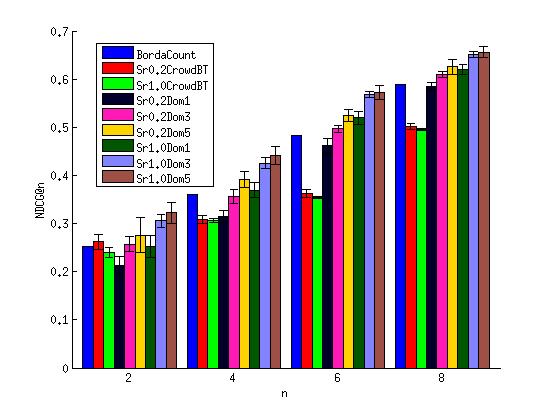 0.7
0.6
0.5
0.4
0.3
0.2
0.1
0
NDCG@n
BordaCount
Sr0.2CrowdBT
Sr1.0CrowdBT
Sr0.2Dom1
Sr0.2Dom3
Sr0.2Dom5
Sr1.0Dom1
Sr1.0Dom3
Sr1.0Dom5
2 4 6 8
n